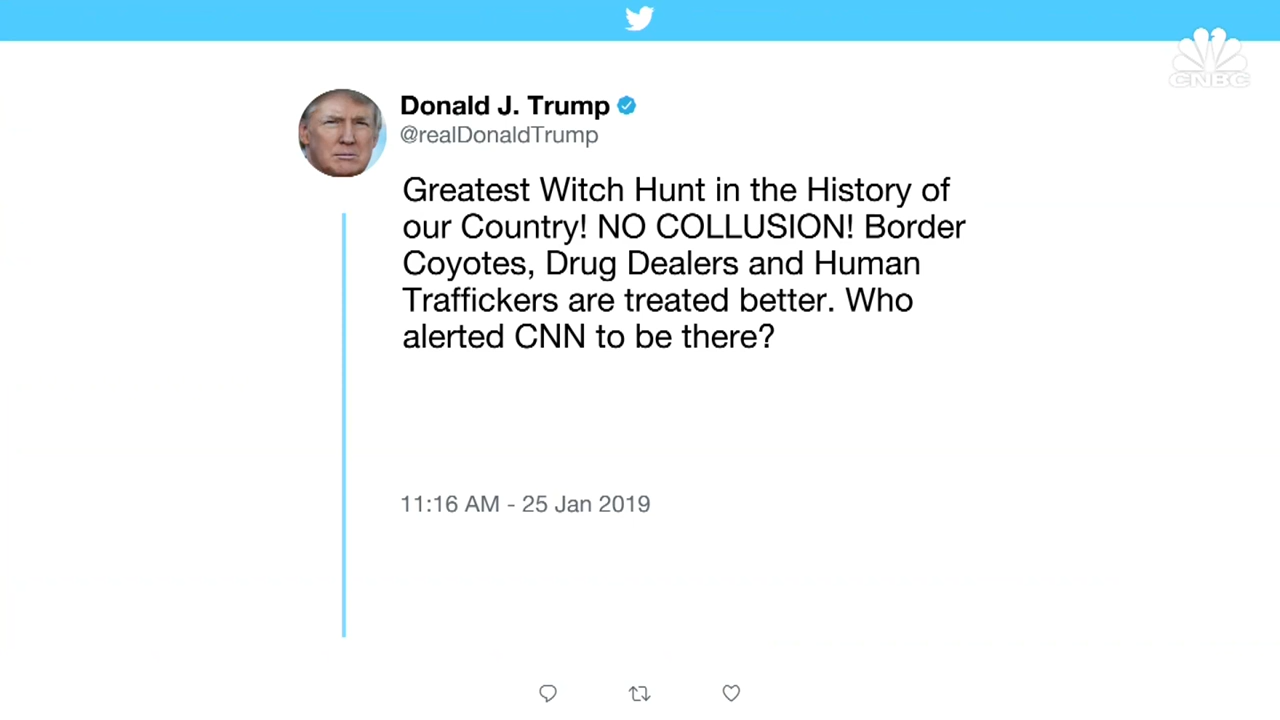 CNBC
Donald J. Trump
@realDonaldTrump
Greatest Witch Hunt in the History of
our Country! NO COLLUSION! Border
Coyotes, Drug Dealers and Human
Traffickers are treated better. Who
alerted CNN to be there?
11:16 AM - 25 Jan 2019